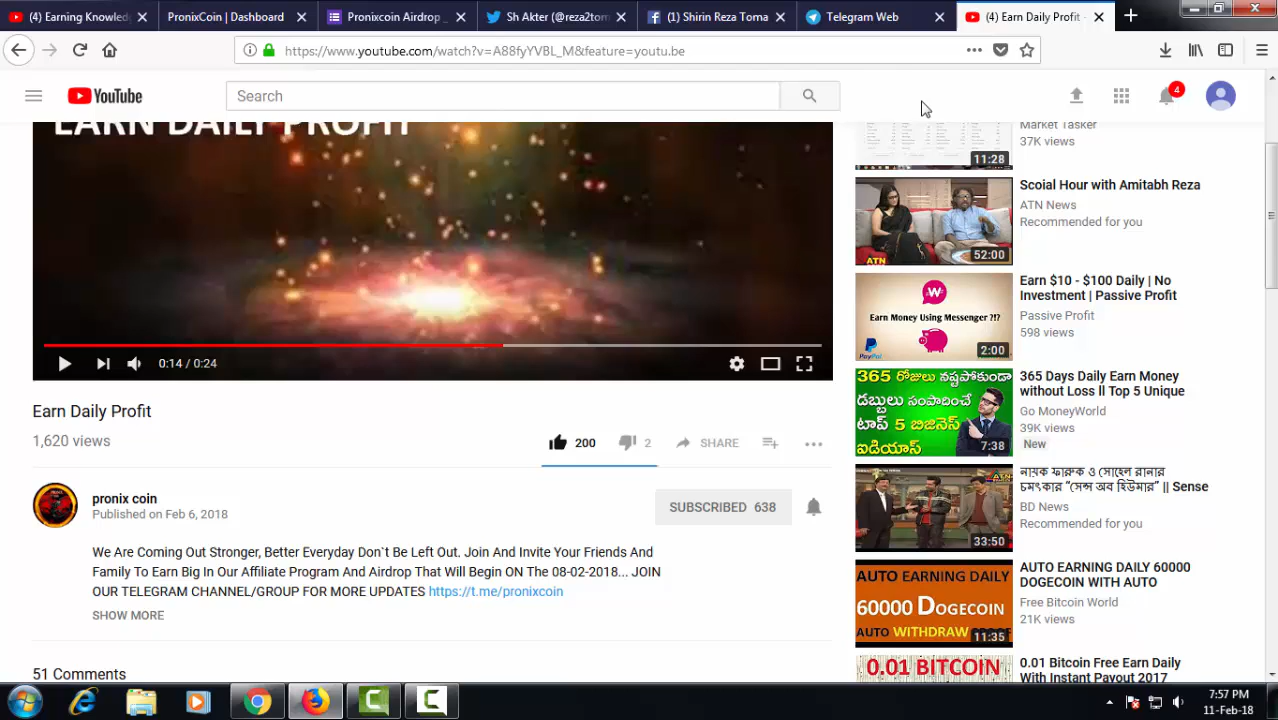 (4) Earning Knowled
PronixCoin | Dashboard
Pronixcoin Airdrop
Sh Akter (@reza2tom
(1) Shirin Reza Toma
Telegram Web
(4) Earn Daily Profit -
https://www.youtube.com/watch?v=A88fyYVBL_M&feature=youtu.be
YouTube
Search
4
EARN DAILY PROF
0:14 / 0:24
Earn Daily Profit
1,620 views
200
2
SHARE
pronix coin
Published on Feb 6, 2018
SUBSCRIBED 638
We Are Coming Out Stronger, Better Everyday Don`t Be Left Out. Join And Invite Your Friends And
Family To Earn Big In Our Affiliate Program And Airdrop That Will Begin ON The 08-02-2018... JOIN
OUR TELEGRAM CHANNEL/GROUP FOR MORE UPDATES https://t.me/pronixcoin
SHOW MORE
51 Comments
Market Tasker
37K views
11:28
Scoial Hour with Amitabh Reza
ATN News
Recommended for you
ATN
52:00
Earn $10 - $100 Daily | No
Investment | Passive Profit
Passive Profit
598 views
Earn Money Using Messenger ?!?
PayPal
2:00
365 Days Daily Earn Money
without Loss ll Top 5 Unique
Go MoneyWorld
39K views
New
365 రోజులు నష్టపోకుండా
డబ్బులు సంపాదించే
టాప్ 5 బిజినెస్
ఐడియాస్
7:38
নায়ক ফারুক ও সোহেল রানার
চমৎকার “সেন্স অব হিউমার” || Sense
BD News
Recommended for you
33:50
AUTO EARNING DAILY 60000
DOGECOIN WITH AUTO
Free Bitcoin World
21K views
AUTO EARNING DAILY
60000 DOGECOIN
AUTO WITHDRAW
11:35
0.01 Bitcoin Free Earn Daily
With Instant Payout 2017
0.01 BITCOIN
7:57 PM
11-Feb-18